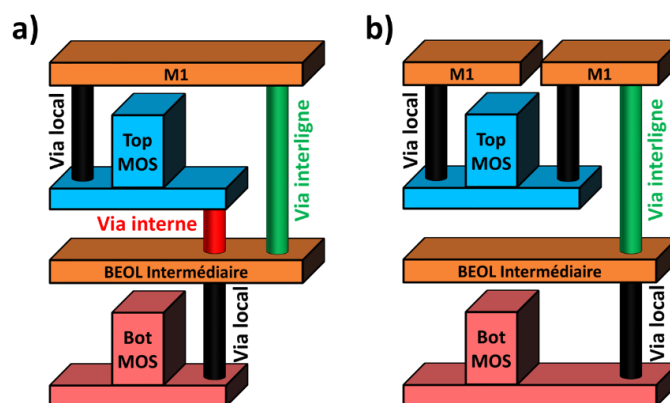 a)
M1
Via local
Top
MOS
Via interligne
Via interne
BEOL Intermédiaire
Bot
MOS
Via local
b)
M1
M1
Via local
Top
MOS
Via interligne
BEOL Intermédiaire
Bot
MOS
Via local